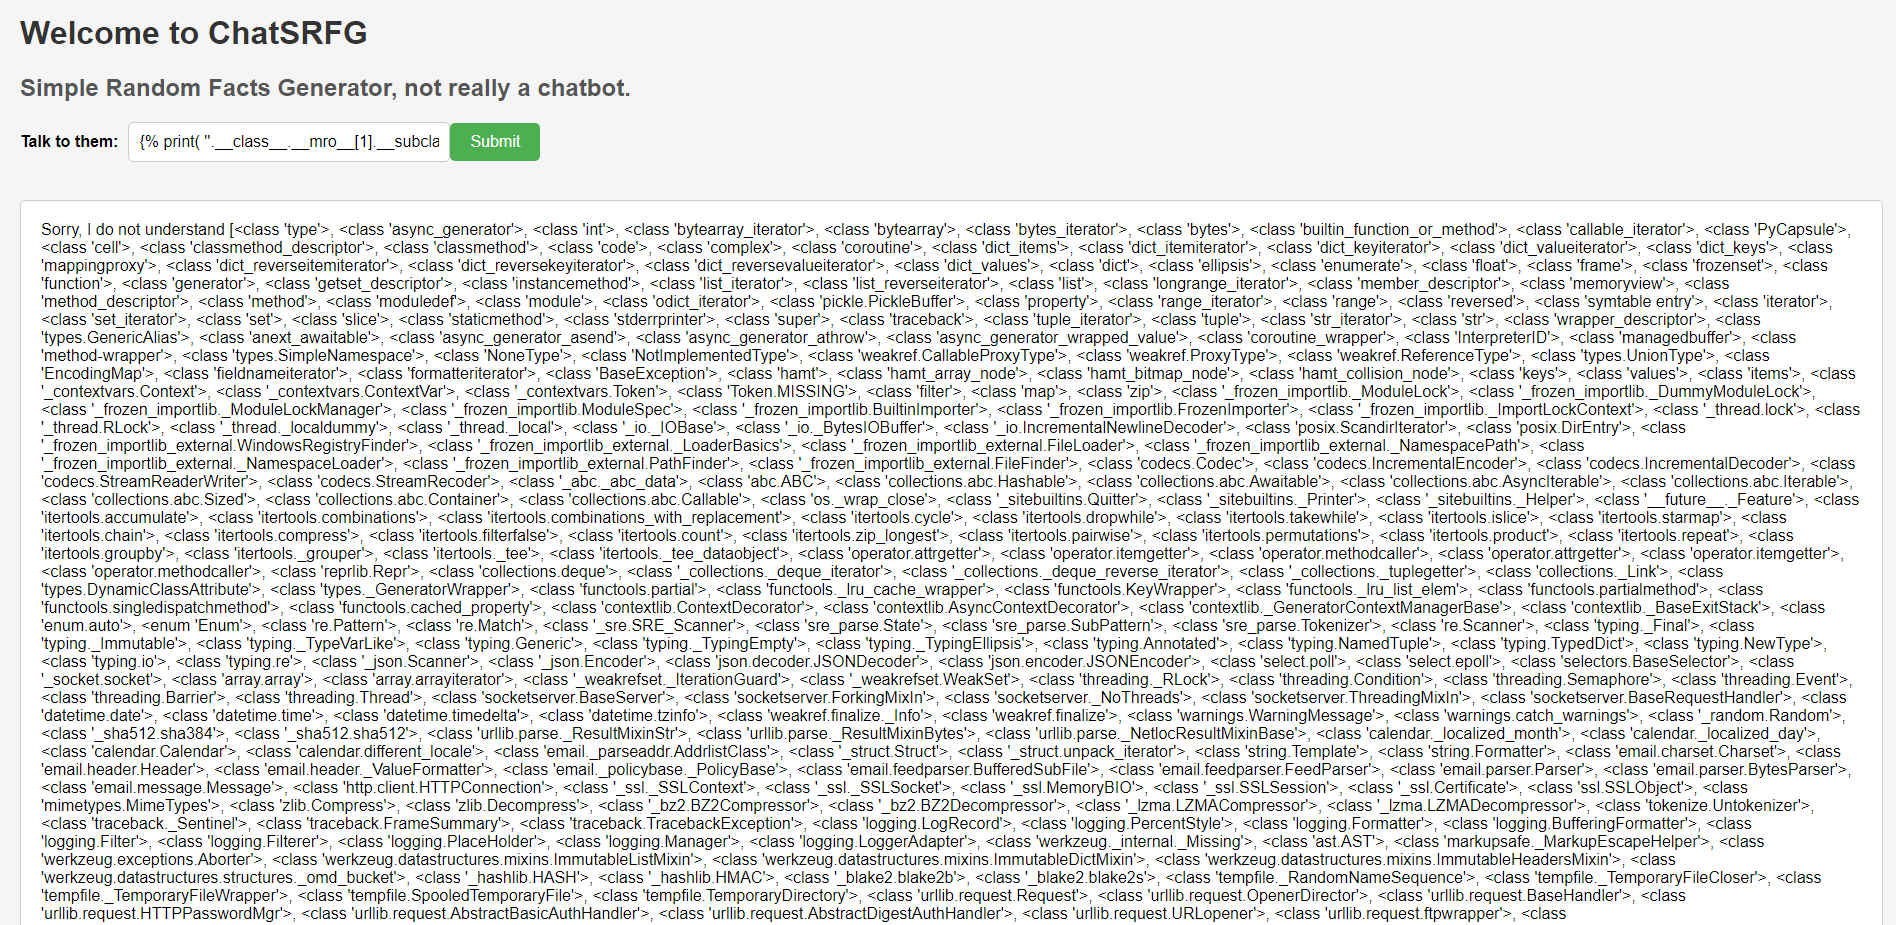 Welcome to ChatSRFG
Simple Random Facts Generator, not really a chatbot.
Talk to them: {% print( ''.__class__.__mro__[1].__subcla Submit
Sorry, I do not understand [<class 'type'>, <class 'async_generator'>, <class 'int'>, <class 'bytearray_iterator'>, <class 'bytearray'>, <class 'bytes_iterator'>, <class 'bytes'>, <class 'builtin_function_or_method'>, <class 'callable_iterator'>, <class 'PyCapsule'>,
<class 'cell'>, <class 'classmethod_descriptor'>, <class 'classmethod'>, <class 'code'>, <class 'complex'>, <class 'coroutine'>, <class 'dict_items'>, <class 'dict_itemiterator'>, <class 'dict_keyiterator'>, <class 'dict_valueiterator'>, <class 'dict_keys'>, <class
'mappingproxy'>, <class 'dict_reverseitemiterator'>, <class 'dict_reversekeyiterator'>, <class 'dict_reversevalueiterator'>, <class 'dict_values'>, <class 'dict'>, <class 'ellipsis'>, <class 'enumerate'>, <class 'float'>, <class 'frame'>, <class 'frozenset'>, <class
'function'>, <class 'generator'>, <class 'getset_descriptor'>, <class 'instancemethod'>, <class 'list_iterator'>, <class 'list_reverseiterator'>, <class 'list'>, <class 'longrange_iterator'>, <class 'member_descriptor'>, <class 'memoryview'>, <class
'method_descriptor'>, <class 'method'>, <class 'moduledef'>, <class 'module'>, <class 'odict_iterator'>, <class 'pickle.PickleBuffer'>, <class 'property'>, <class 'range_iterator'>, <class 'range'>, <class 'reversed'>, <class 'symtable entry'>, <class 'iterator'>,
<class 'set_iterator'>, <class 'set'>, <class 'slice'>, <class 'staticmethod'>, <class 'stderrprinter'>, <class 'super'>, <class 'traceback'>, <class 'tuple_iterator'>, <class 'tuple'>, <class 'str_iterator'>, <class 'str'>, <class 'wrapper_descriptor'>, <class
'types.GenericAlias'>, <class 'anext_awaitable'>, <class 'async_generator_asend'>, <class 'async_generator_athrow'>, <class 'async_generator_wrapped_value'>, <class 'coroutine_wrapper'>, <class 'InterpreterID'>, <class 'managedbuffer'>, <class
'method-wrapper'>, <class 'types.SimpleNamespace'>, <class 'NoneType'>, <class 'NotImplementedType'>, <class 'weakref.CallableProxyType'>, <class 'weakref.ProxyType'>, <class 'weakref.ReferenceType'>, <class 'types.UnionType'>, <class
'EncodingMap'>, <class 'fieldnameiterator'>, <class 'formatteriterator'>, <class 'BaseException'>, <class 'hamt'>, <class 'hamt_array_node'>, <class 'hamt_bitmap_node'>, <class 'hamt_collision_node'>, <class 'keys'>, <class 'values'>, <class 'items'>, <class
'_contextvars.Context'>, <class '_contextvars.ContextVar'>, <class '_contextvars.Token'>, <class 'Token.MISSING'>, <class 'filter'>, <class 'map'>, <class 'zip'>, <class '_frozen_importlib._ModuleLock'>, <class '_frozen_importlib._DummyModuleLock'>,
<class '_frozen_importlib._ModuleLockManager'>, <class '_frozen_importlib.ModuleSpec'>, <class '_frozen_importlib.BuiltinImporter'>, <class '_frozen_importlib.FrozenImporter'>, <class '_frozen_importlib._ImportLockContext'>, <class '_thread.lock'>, <class
'_thread.RLock'>, <class '_thread._localdummy'>, <class '_thread._local'>, <class '_io._IOBase'>, <class '_io._BytesIOBuffer'>, <class '_io.IncrementalNewlineDecoder'>, <class 'posix.ScandirIterator'>, <class 'posix.DirEntry'>, <class
'_frozen_importlib_external.WindowsRegistryFinder'>, <class '_frozen_importlib_external._LoaderBasics'>, <class '_frozen_importlib_external.FileLoader'>, <class '_frozen_importlib_external._NamespacePath'>, <class
'_frozen_importlib_external._NamespaceLoader'>, <class '_frozen_importlib_external.PathFinder'>, <class '_frozen_importlib_external.FileFinder'>, <class 'codecs.Codec'>, <class 'codecs.IncrementalEncoder'>, <class 'codecs.IncrementalDecoder'>, <class
'codecs.StreamReaderWriter'>, <class 'codecs.StreamRecoder'>, <class '_abc._abc_data'>, <class 'abc.ABC'>, <class 'collections.abc.Hashable'>, <class 'collections.abc.Awaitable'>, <class 'collections.abc.AsyncIterable'>, <class 'collections.abc.Iterable'>,
<class 'collections.abc.Sized'>, <class 'collections.abc.Container'>, <class 'collections.abc.Callable'>, <class 'os._wrap_close'>, <class '_sitebuiltins.Quitter'>, <class '_sitebuiltins._Printer'>, <class '_sitebuiltins._Helper'>, <class '__future__._Feature'>, <class
'itertools.accumulate'>, <class 'itertools.combinations'>, <class 'itertools.combinations_with_replacement'>, <class 'itertools.cycle'>, <class 'itertools.dropwhile'>, <class 'itertools.takewhile'>, <class 'itertools.islice'>, <class 'itertools.starmap'>, <class
'itertools.chain'>, <class 'itertools.compress'>, <class 'itertools.filterfalse'>, <class 'itertools.count'>, <class 'itertools.zip_longest'>, <class 'itertools.pairwise'>, <class 'itertools.permutations'>, <class 'itertools.product'>, <class 'itertools.repeat'>, <class
'itertools.groupby'>, <class 'itertools._grouper'>, <class 'itertools._tee'>, <class 'itertools._tee_dataobject'>, <class 'operator.attrgetter'>, <class 'operator.itemgetter'>, <class 'operator.methodcaller'>, <class 'operator.attrgetter'>, <class 'operator.itemgetter'>,
<class 'operator.methodcaller'>, <class 'reprlib.Repr'>, <class 'collections.deque'>, <class '_collections._deque_iterator'>, <class '_collections._deque_reverse_iterator'>, <class '_collections._tuplegetter'>, <class 'collections._Link'>, <class
'types.DynamicClassAttribute'>, <class 'types._GeneratorWrapper'>, <class 'functools.partial'>, <class 'functools._lru_cache_wrapper'>, <class 'functools.KeyWrapper'>, <class 'functools._lru_list_elem'>, <class 'functools.partialmethod'>, <class
'functools.singledispatchmethod'>, <class 'functools.cached_property'>, <class 'contextlib.ContextDecorator'>, <class 'contextlib.AsyncContextDecorator'>, <class 'contextlib._GeneratorContextManagerBase'>, <class 'contextlib._BaseExitStack'>, <class
'enum.auto'>, <enum 'Enum'>, <class 're.Pattern'>, <class 're.Match'>, <class '_sre.SRE_Scanner'>, <class 'sre_parse.State'>, <class 'sre_parse.SubPattern'>, <class 'sre_parse.Tokenizer'>, <class 're.Scanner'>, <class 'typing._Final'>, <class
'typing._Immutable'>, <class 'typing._TypeVarLike'>, <class 'typing.Generic'>, <class 'typing._TypingEmpty'>, <class 'typing._TypingEllipsis'>, <class 'typing.Annotated'>, <class 'typing.NamedTuple'>, <class 'typing.TypedDict'>, <class 'typing.NewType'>,
<class 'typing.io'>, <class 'typing.re'>, <class '_json.Scanner'>, <class '_json.Encoder'>, <class 'json.decoder.JSONDecoder'>, <class 'json.encoder.JSONEncoder'>, <class 'select.poll'>, <class 'select.epoll'>, <class 'selectors.BaseSelector'>, <class
'_socket.socket'>, <class 'array.array'>, <class 'array.arrayiterator'>, <class '_weakrefset._IterationGuard'>, <class '_weakrefset.WeakSet'>, <class 'threading._RLock'>, <class 'threading.Condition'>, <class 'threading.Semaphore'>, <class 'threading.Event'>,
<class 'threading.Barrier'>, <class 'threading.Thread'>, <class 'socketserver.BaseServer'>, <class 'socketserver.ForkingMixIn'>, <class 'socketserver._NoThreads'>, <class 'socketserver.ThreadingMixIn'>, <class 'socketserver.BaseRequestHandler'>, <class
'datetime.date'>, <class 'datetime.time'>, <class 'datetime.timedelta'>, <class 'datetime.tzinfo'>, <class 'weakref.finalize._Info'>, <class 'weakref.finalize'>, <class 'warnings.WarningMessage'>, <class 'warnings.catch_warnings'>, <class '_random.Random'>,
<class '_sha512.sha384'>, <class '_sha512.sha512'>, <class 'urllib.parse._ResultMixinStr'>, <class 'urllib.parse._ResultMixinBytes'>, <class 'urllib.parse._NetlocResultMixinBase'>, <class 'calendar._localized_month'>, <class 'calendar._localized_day'>,
<class 'calendar.Calendar'>, <class 'calendar.different_locale'>, <class 'email._parseaddr.AddrlistClass'>, <class '_struct.Struct'>, <class '_struct.unpack_iterator'>, <class 'string.Template'>, <class 'string.Formatter'>, <class 'email.charset.Charset'>, <class
'email.header.Header'>, <class 'email.header._ValueFormatter'>, <class 'email._policybase._PolicyBase'>, <class 'email.feedparser.BufferedSubFile'>, <class 'email.feedparser.FeedParser'>, <class 'email.parser.Parser'>, <class 'email.parser.BytesParser'>,
<class 'email.message.Message'>, <class 'http.client.HTTPConnection'>, <class '_ssl._SSLContext'>, <class '_ssl._SSLSocket'>, <class '_ssl.MemoryBIO'>, <class '_ssl.SSLSession'>, <class '_ssl.Certificate'>, <class 'ssl.SSLObject'>, <class
'mimetypes.MimeTypes'>, <class 'zlib.Compress'>, <class 'zlib.Decompress'>, <class '_bz2.BZ2Compressor'>, <class '_bz2.BZ2Decompressor'>, <class '_lzma.LZMACompressor'>, <class '_lzma.LZMADecompressor'>, <class 'tokenize.Untokenizer'>,
<class 'traceback._Sentinel'>, <class 'traceback.FrameSummary'>, <class 'traceback.TracebackException'>, <class 'logging.LogRecord'>, <class 'logging.PercentStyle'>, <class 'logging.Formatter'>, <class 'logging.BufferingFormatter'>, <class
'logging.Filter'>, <class 'logging.Filterer'>, <class 'logging.PlaceHolder'>, <class 'logging.Manager'>, <class 'logging.LoggerAdapter'>, <class 'werkzeug._internal._Missing'>, <class 'ast.AST'>, <class 'markupsafe._MarkupEscapeHelper'>, <class
'werkzeug.exceptions.Aborter'>, <class 'werkzeug.datastructures.mixins.ImmutableListMixin'>, <class 'werkzeug.datastructures.mixins.ImmutableDictMixin'>, <class 'werkzeug.datastructures.mixins.ImmutableHeadersMixin'>, <class
'werkzeug.datastructures.structures._omd_bucket'>, <class '_hashlib.HASH'>, <class '_hashlib.HMAC'>, <class '_blake2.blake2b'>, <class '_blake2.blake2s'>, <class 'tempfile._RandomNameSequence'>, <class 'tempfile._TemporaryFileCloser'>, <class
'tempfile._TemporaryFileWrapper'>, <class 'tempfile.SpooledTemporaryFile'>, <class 'tempfile.TemporaryDirectory'>, <class 'urllib.request.Request'>, <class 'urllib.request.OpenerDirector'>, <class 'urllib.request.BaseHandler'>, <class
'urllib.request.HTTPPasswordMgr'>, <class 'urllib.request.AbstractBasicAuthHandler'>, <class 'urllib.request.AbstractDigestAuthHandler'>, <class 'urllib.request.URLopener'>, <class 'urllib.request.ftpwrapper'>, <class